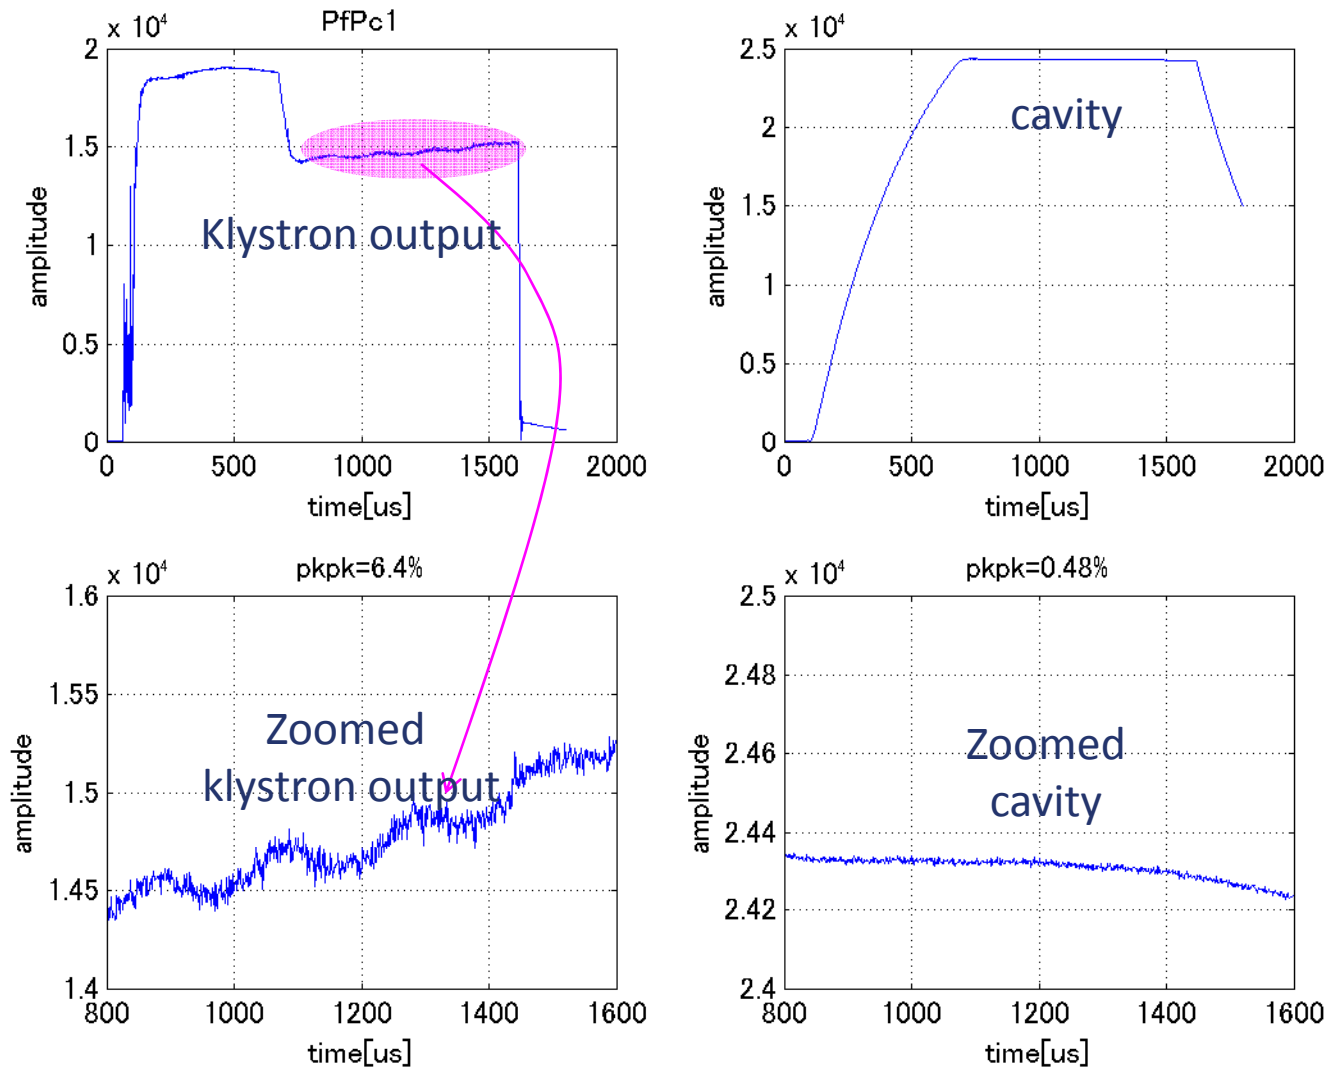 PfPc1
x 10⁴
2
1.5
1
0.5
0
0 500 1000 1500 2000
amplitude
time[us]
Klystron output
x 10⁴
2.5
2
1.5
1
0.5
0
0 500 1000 1500 2000
amplitude
time[us]
cavity
pkpk=6.4%
x 10⁴
1.6
1.55
1.5
1.45
1.4
800 1000 1200 1400 1600
amplitude
time[us]
Zoomed
klystron output
pkpk=0.48%
x 10⁴
2.5
2.48
2.46
2.44
2.42
2.4
800 1000 1200 1400 1600
amplitude
time[us]
Zoomed
cavity